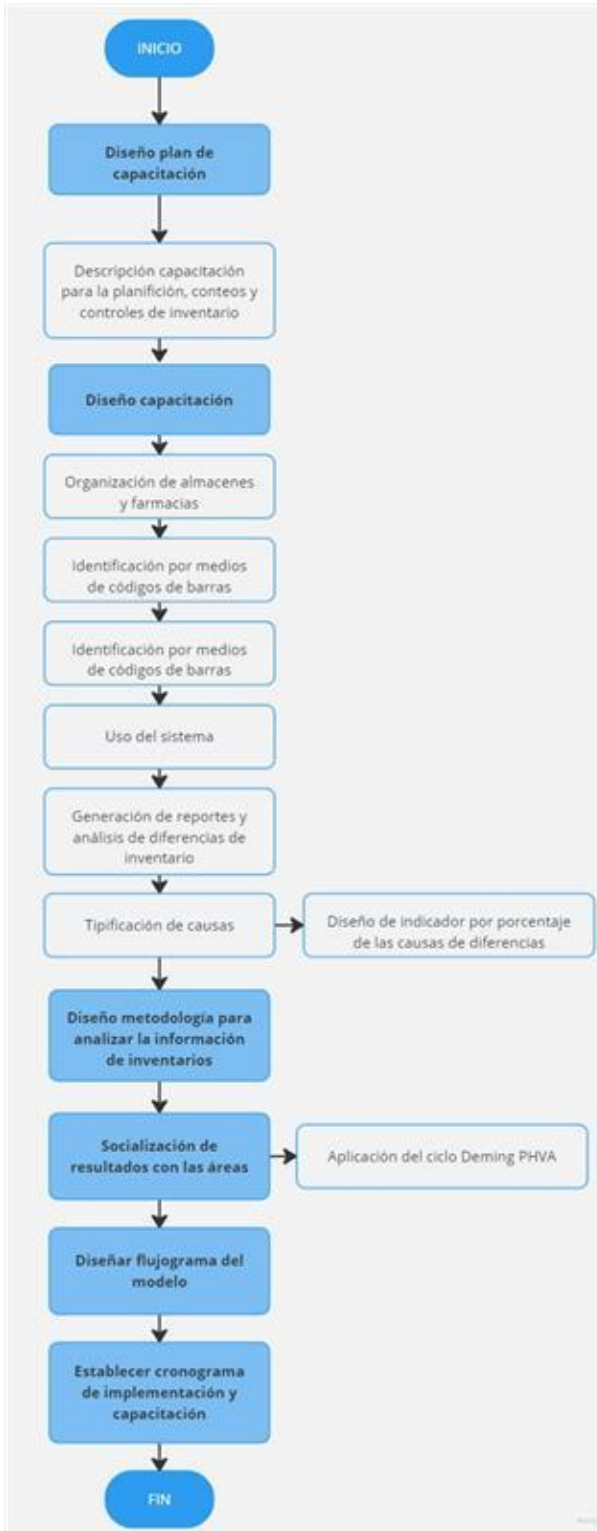 INICIO
Diseño plan de
capacitación
Descripción capacitación
para la planifición, conteos y
controles de inventario
Diseño capacitación
Organización de almacenes
y farmacias
Identificación por medios
de códigos de barras
Identificación por medios
de códigos de barras
Uso del sistema
Generación de reportes y
análisis de diferencias de
inventario
Tipificación de causas
Diseño de indicador por porcentaje
de las causas de diferencias
Diseño metodología para
analizar la información
de inventarios
Socialización de
resultados con las áreas
Aplicación del ciclo Deming PHVA
Diseñar flujograma del
modelo
Establecer cronograma
de implementación y
capacitación
FIN